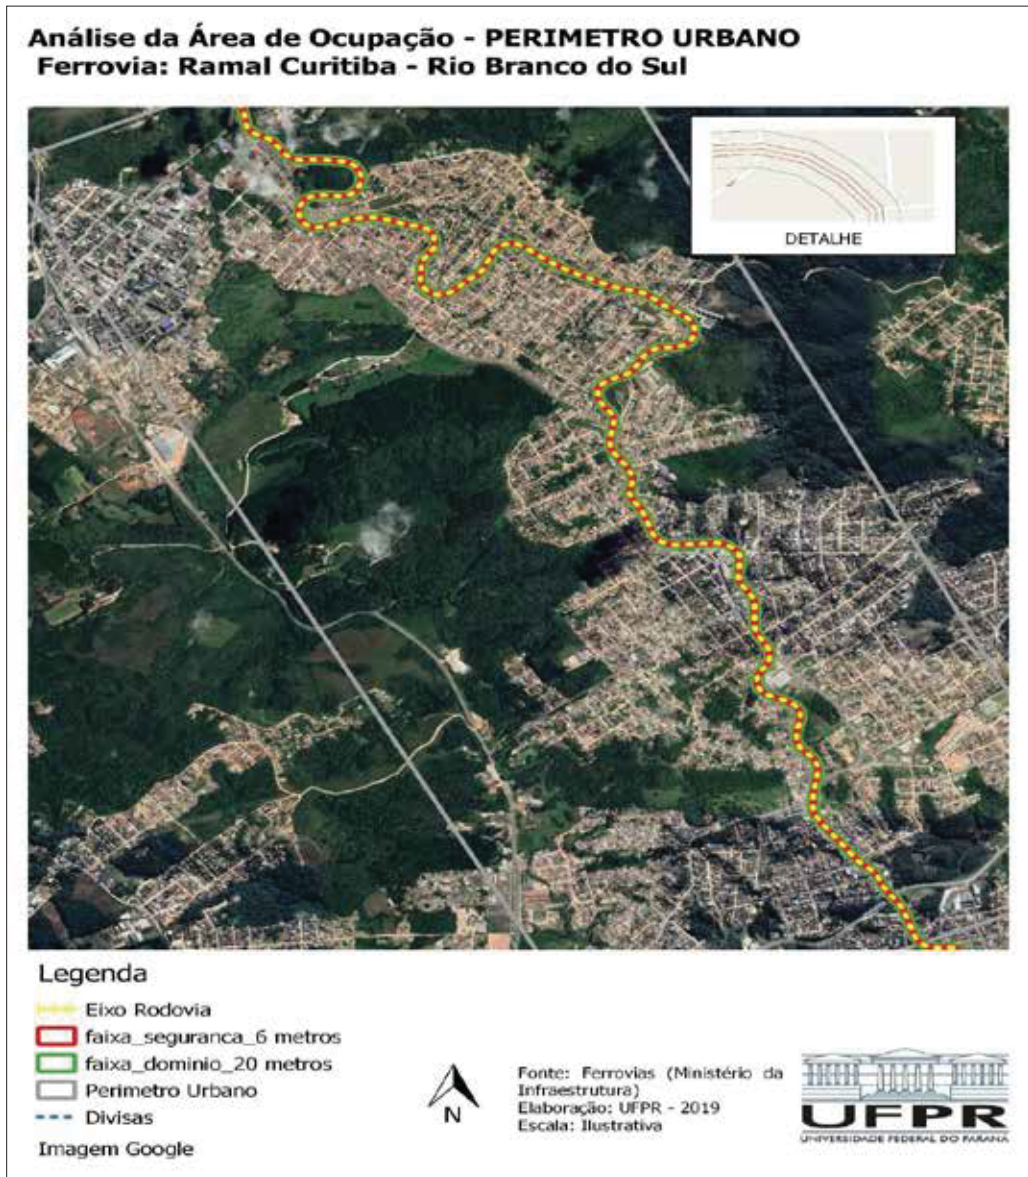 Análise da Área de Ocupação - PERIMETRO URBANO
Ferrovia: Ramal Curitiba - Rio Branco do Sul
DETALHE
Legenda
Eixo Rodovia
faixa_seguranca_6 metros
faixa_dominio_20 metros
Perimetro Urbano
Divisas
Imagem Google
N
Fonte: Ferrovias (Ministério da
Infraestrutura)
Elaboração: UFPR - 2019
Escala: Ilustrativa
UFPR
UNIVERSIDADE FEDERAL DO PARANÁ